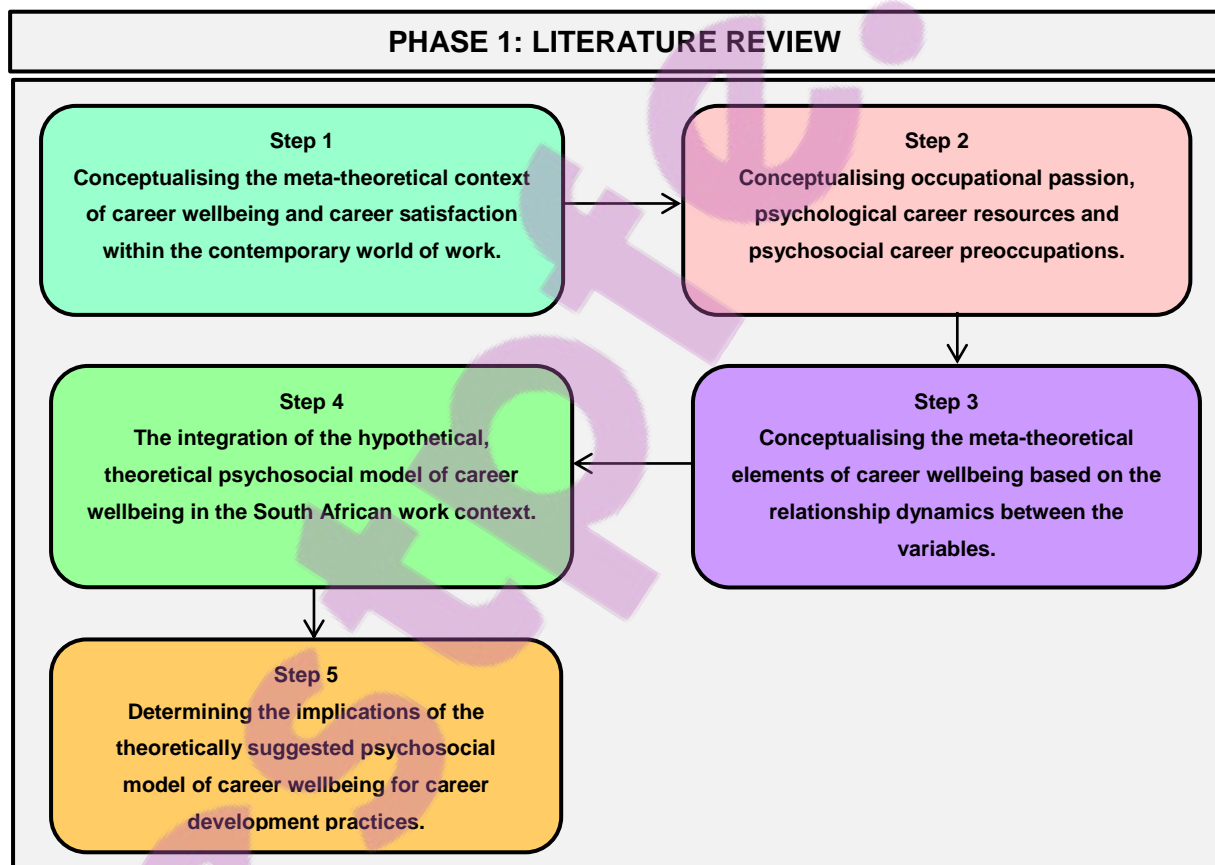 PHASE 1: LITERATURE REVIEW
Step 1
Conceptualising the meta-theoretical context
of career wellbeing and career satisfaction
within the contemporary world of work.
Step 2
Conceptualising occupational passion,
psychological career resources and
psychosocial career preoccupations.
Step 3
Conceptualising the meta-theoretical
elements of career wellbeing based on the
relationship dynamics between the
variables.
Step 4
The integration of the hypothetical,
theoretical psychosocial model of career
wellbeing in the South African work context.
Step 5
Determining the implications of the
theoretically suggested psychosocial
model of career wellbeing for career
development practices.